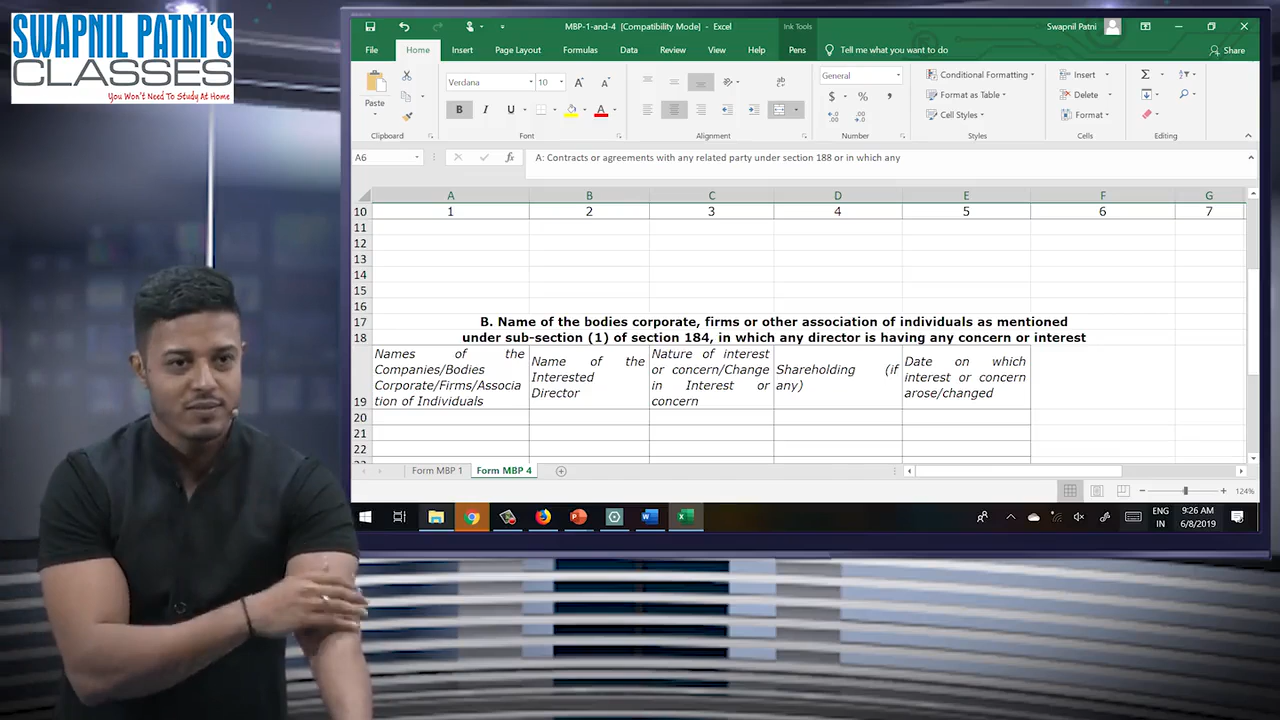 SWAPNIL PATNI'S
CLASSES
You Won't Need To Study At Home
MBP-1-and-4 [Compatibility Mode] - Excel
Ink Tools
Swapnil Patni
File Home Insert Page Layout Formulas Data Review View Help Pens Tell me what you want to do Share
Paste
Verdana 10
B I U
A A
ab
General
$ % ,
Conditional Formatting
Format as Table
Cell Styles
Insert
Delete
Format
Clipboard Font Alignment Number Styles Cells Editing
A6 fx A: Contracts or agreements with any related party under section 188 or in which any
A B C D E F G
10 1 2 3 4 5 6 7
11
12
13
14
15
16
17 B. Name of the bodies corporate, firms or other association of individuals as mentioned
18 under sub-section (1) of section 184, in which any director is having any concern or interest
Names of the
Companies/Bodies
Corporate/Firms/Associa
tion of Individuals
Name of the
Interested
Director
Nature of interest
or concern/Change
in Interest or
concern
Shareholding (if
any)
Date on which
interest or concern
arose/changed
19
20
21
22
Form MBP 1 Form MBP 4
124%
ENG
IN
9:26 AM
6/8/2019